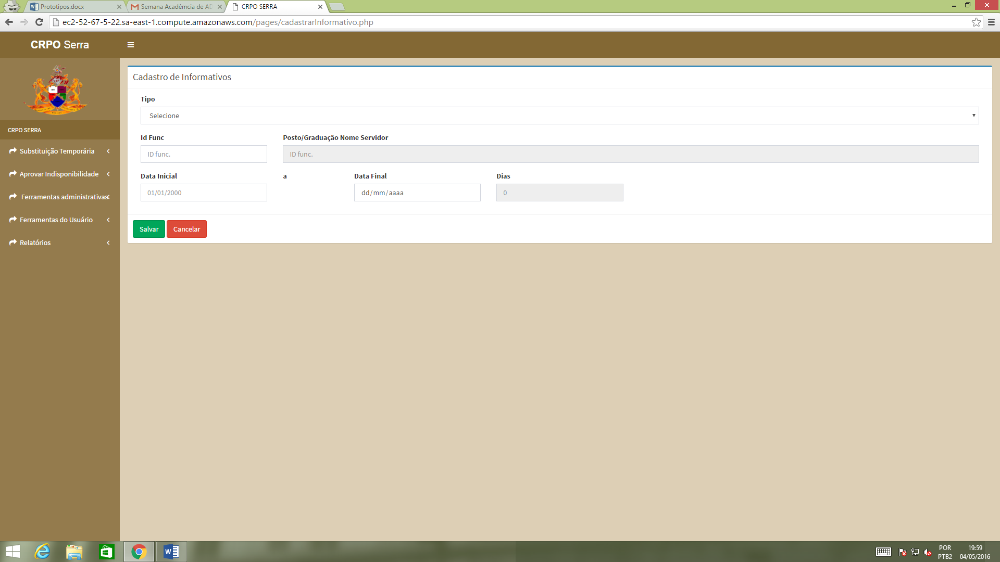 Prototipos.docx
Semana Acadêmcia de AD
CRPO SERRA
ec2-52-67-5-22.sa-east-1.compute.amazonaws.com/pages/cadastrarInformativo.php
CRPO Serra
CRPO SERRA
Substituição Temporária
Aprovar Indisponibilidade
Ferramentas administrativas
Ferramentas do Usuário
Relatórios
Cadastro de Informativos
Tipo
Selecione
Id Func
Posto/Graduação Nome Servidor
ID func.
ID func.
Data Inicial
a
Data Final
Dias
01/01/2000
dd/mm/aaaa
0
Salvar
Cancelar
POR
PTB2
19:59
04/05/2016